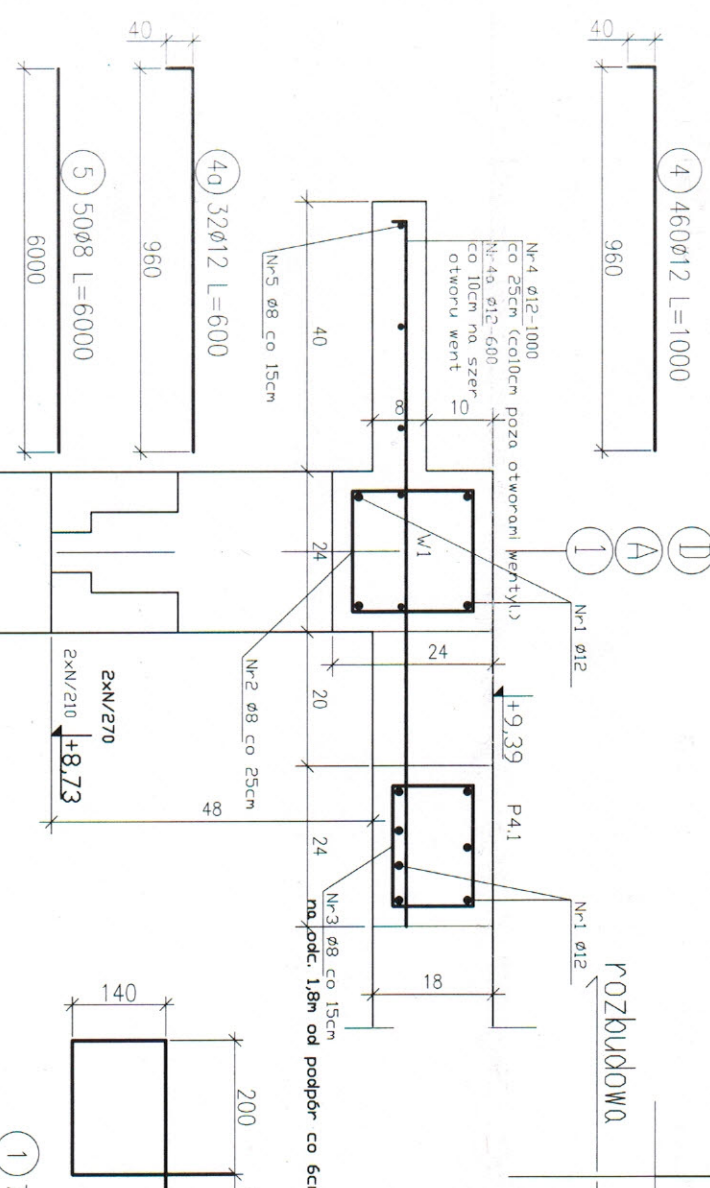 40
960
4 460ø12 L=1000
40
960
4a 32ø12 L=600
6000
5 50ø8 L=6000
Nr4 ø12-1000
co 25cm (co10cm poza otworami wentyl.)
Nr4a ø12-600
co 10cm na szer
otworu went
Nr5 ø8 co 15cm
40
8
10
D
A
1
Nr1 ø12
W1
24
24
20
Nr2 ø8 co 25cm
+9,39
P4.1
Nr1 ø12
2xN/270
2xN/210
+8,73
48
24
Nr3 ø8 co 15cm
na odc. 1,8m od podpór co 6c
18
rozbudowa
140
200
1